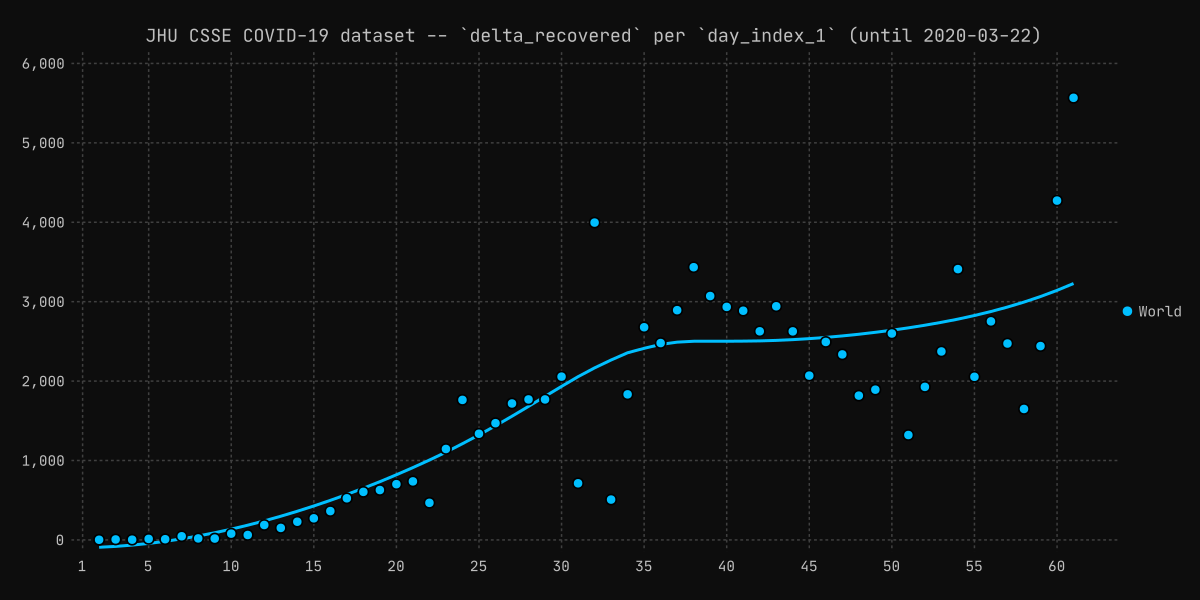 JHU CSSE COVID-19 dataset -- `delta_recovered` per `day_index_1` (until 2020-03-22)
6,000
5,000
4,000
3,000
2,000
1,000
0
1 5 10 15 20 25 30 35 40 45 50 55 60
World